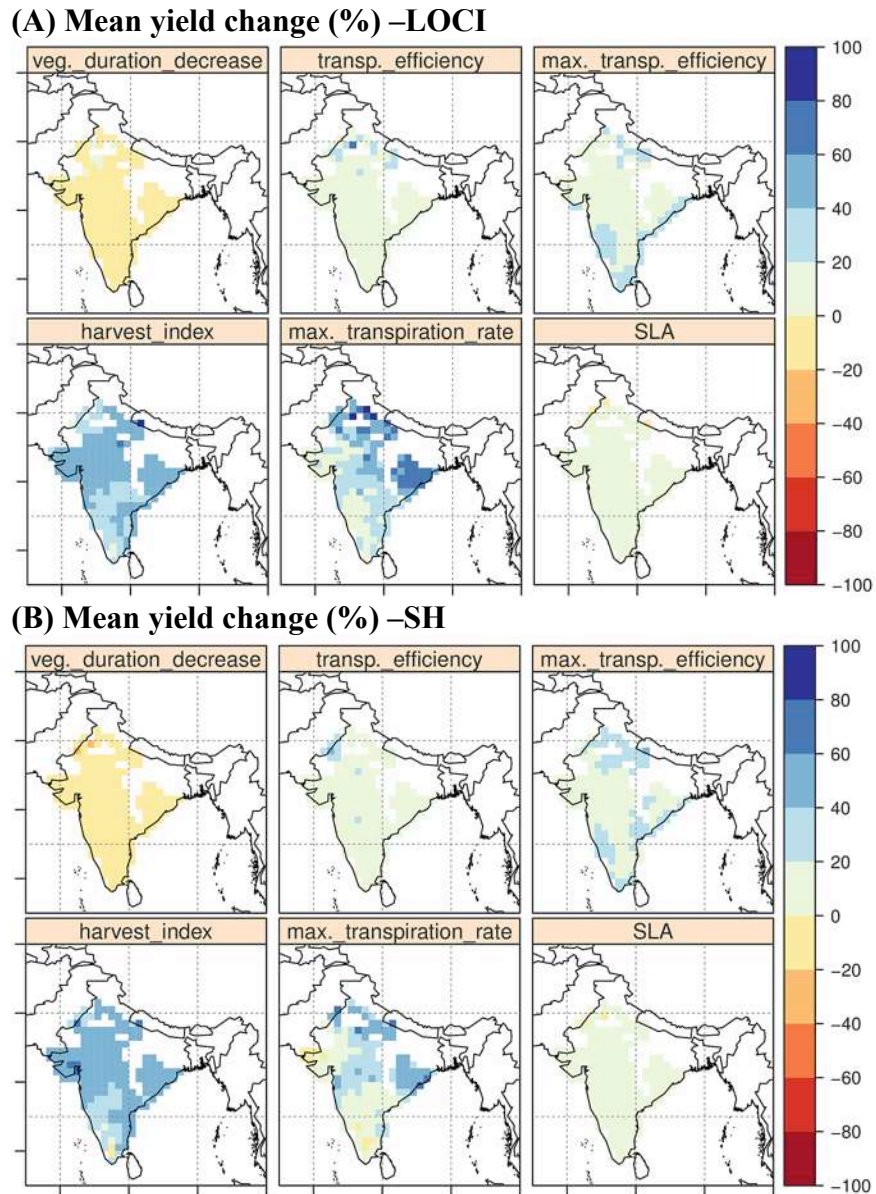 (A) Mean yield change (%) –LOCI
veg._duration_decrease
transp._efficiency
max._transp._efficiency
harvest_index
max._transpiration_rate
SLA
100
80
60
40
20
0
−20
−40
−60
−80
−100
(B) Mean yield change (%) –SH
veg._duration_decrease
transp._efficiency
max._transp._efficiency
harvest_index
max._transpiration_rate
SLA
100
80
60
40
20
0
−20
−40
−60
−80
−100